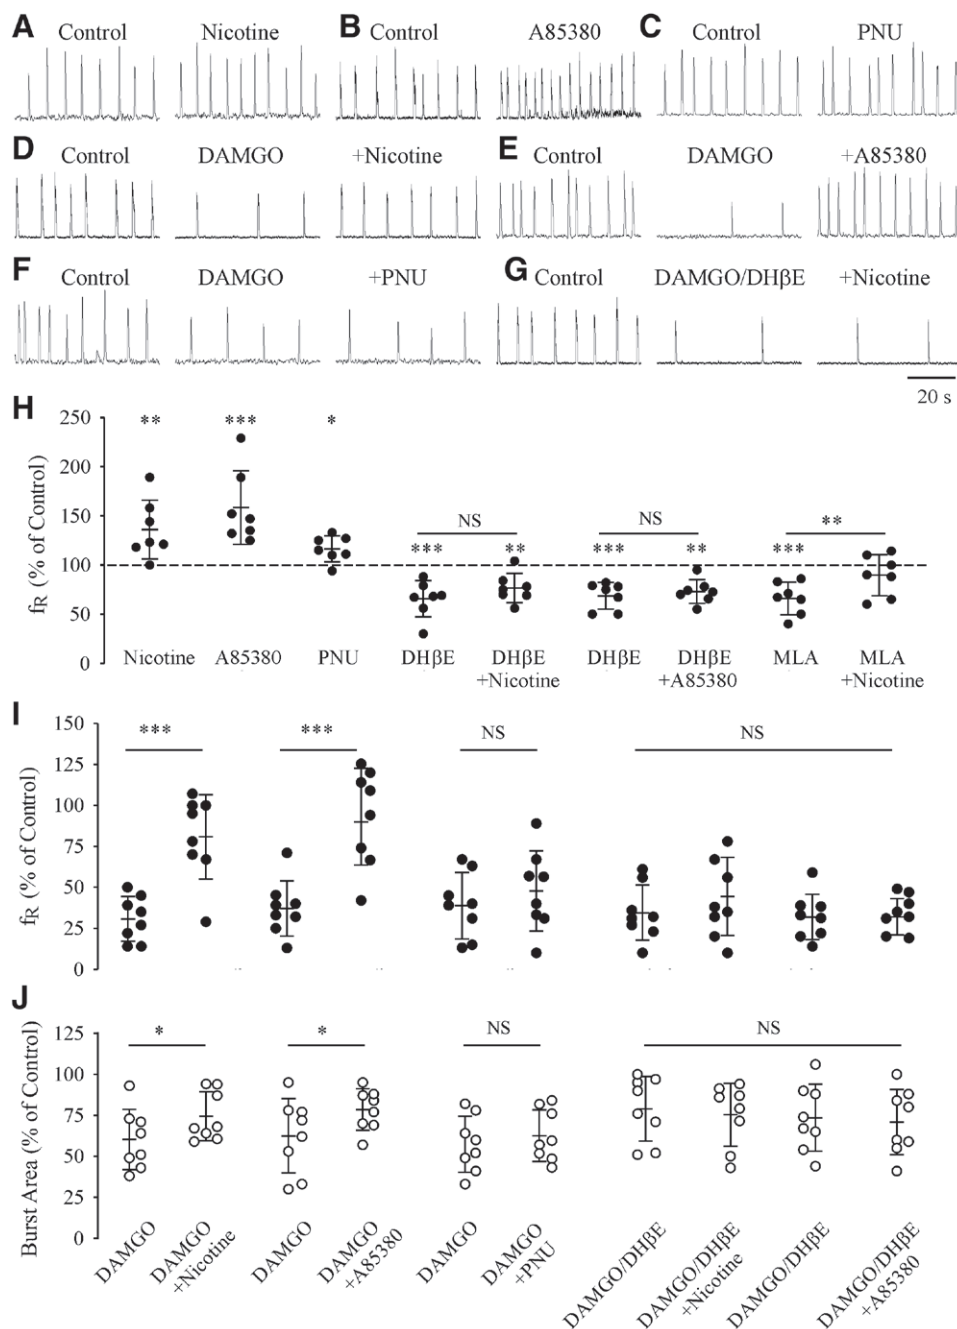 A Control Nicotine B Control A85380 C Control PNU
D Control DAMGO +Nicotine E Control DAMGO +A85380
F Control DAMGO +PNU G Control DAMGO/DHβE +Nicotine
20 s
H
fR (% of Control)
250
200
150
100
50
0
** *** * *** NS ** *** NS ** *** **
Nicotine A85380 PNU DHβE DHβE DHβE DHβE MLA MLA
+Nicotine +A85380 +Nicotine
I
fR (% of Control)
150
125
100
75
50
25
0
*** *** NS NS
J
Burst Area (% of Control)
125
100
75
50
25
0
* * NS NS
DAMGO
DAMGO
+Nicotine
DAMGO
DAMGO
+A85380
DAMGO
DAMGO
+PNU
DAMGO/DHβE
DAMGO/DHβE
+Nicotine
DAMGO/DHβE
DAMGO/DHβE
+A85380